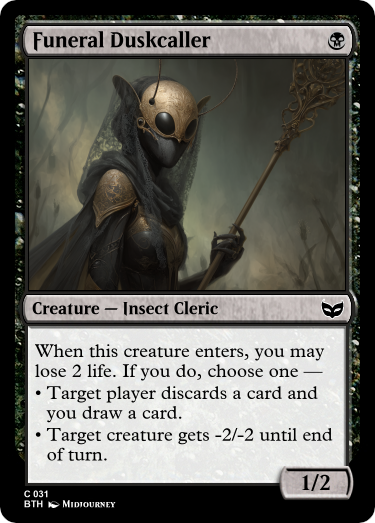 Funeral Duskcaller
Creature — Insect Cleric
When this creature enters, you may
lose 2 life. If you do, choose one —
• Target player discards a card and
you draw a card.
• Target creature gets -2/-2 until end
of turn.
1/2
C 031
BTH Midjourney